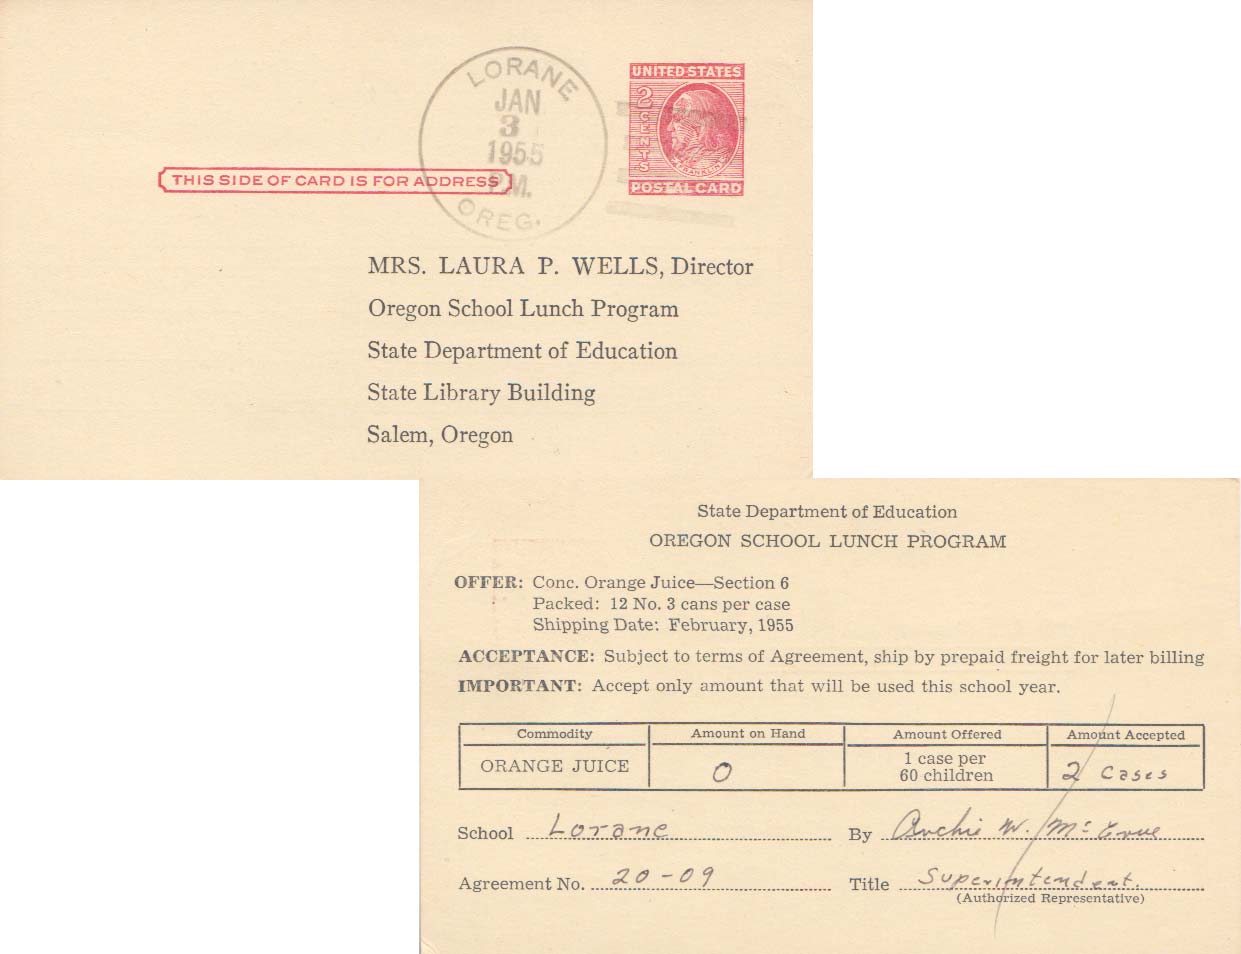 LORANE
JAN
3
1955
P.M.
OREG.
UNITED STATES
2 CENTS
FRANKLIN
POSTAL CARD
THIS SIDE OF CARD IS FOR ADDRESS
MRS. LAURA P. WELLS, Director
Oregon School Lunch Program
State Department of Education
State Library Building
Salem, Oregon
State Department of Education
OREGON SCHOOL LUNCH PROGRAM
OFFER: Conc. Orange Juice—Section 6
Packed: 12 No. 3 cans per case
Shipping Date: February, 1955
ACCEPTANCE: Subject to terms of Agreement, ship by prepaid freight for later billing
IMPORTANT: Accept only amount that will be used this school year.
Commodity Amount on Hand Amount Offered Amount Accepted
ORANGE JUICE 0 1 case per 60 children 2 cases
School Lorane By Archie W.
Agreement No. 20-09 Title Superintendent.
(Authorized Representative)